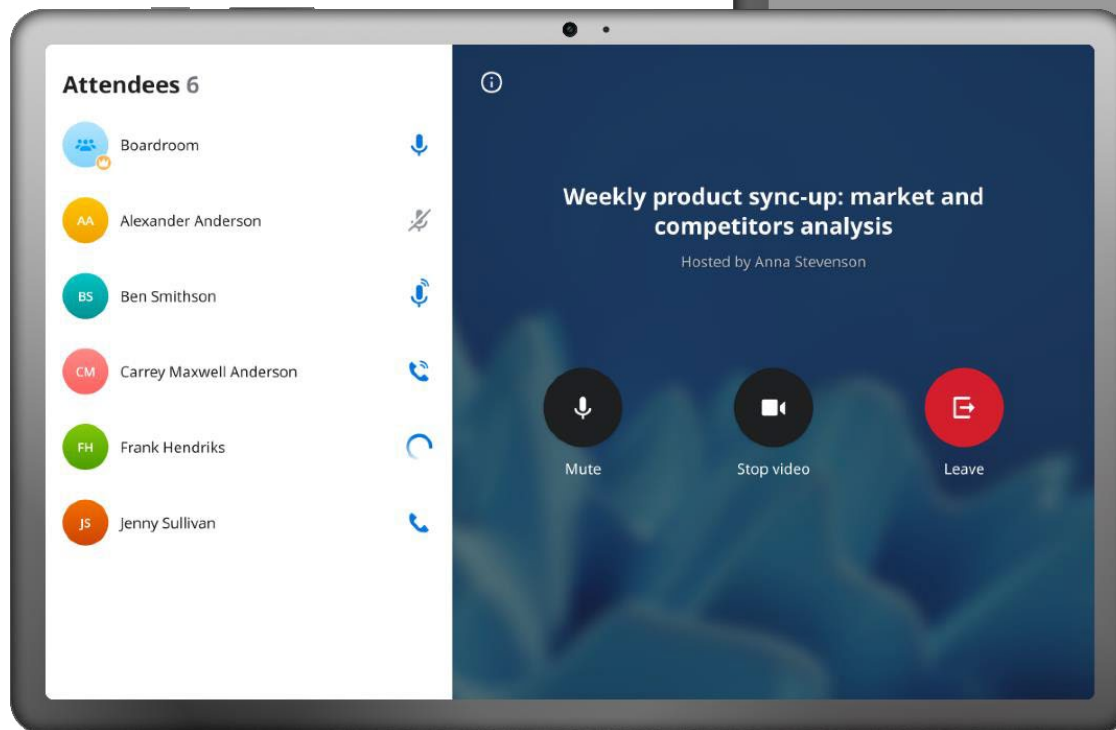 Attendees 6
Boardroom
AA Alexander Anderson
BS Ben Smithson
CM Carrey Maxwell Anderson
FH Frank Hendriks
JS Jenny Sullivan
Weekly product sync-up: market and
competitors analysis
Hosted by Anna Stevenson
Mute Stop video Leave